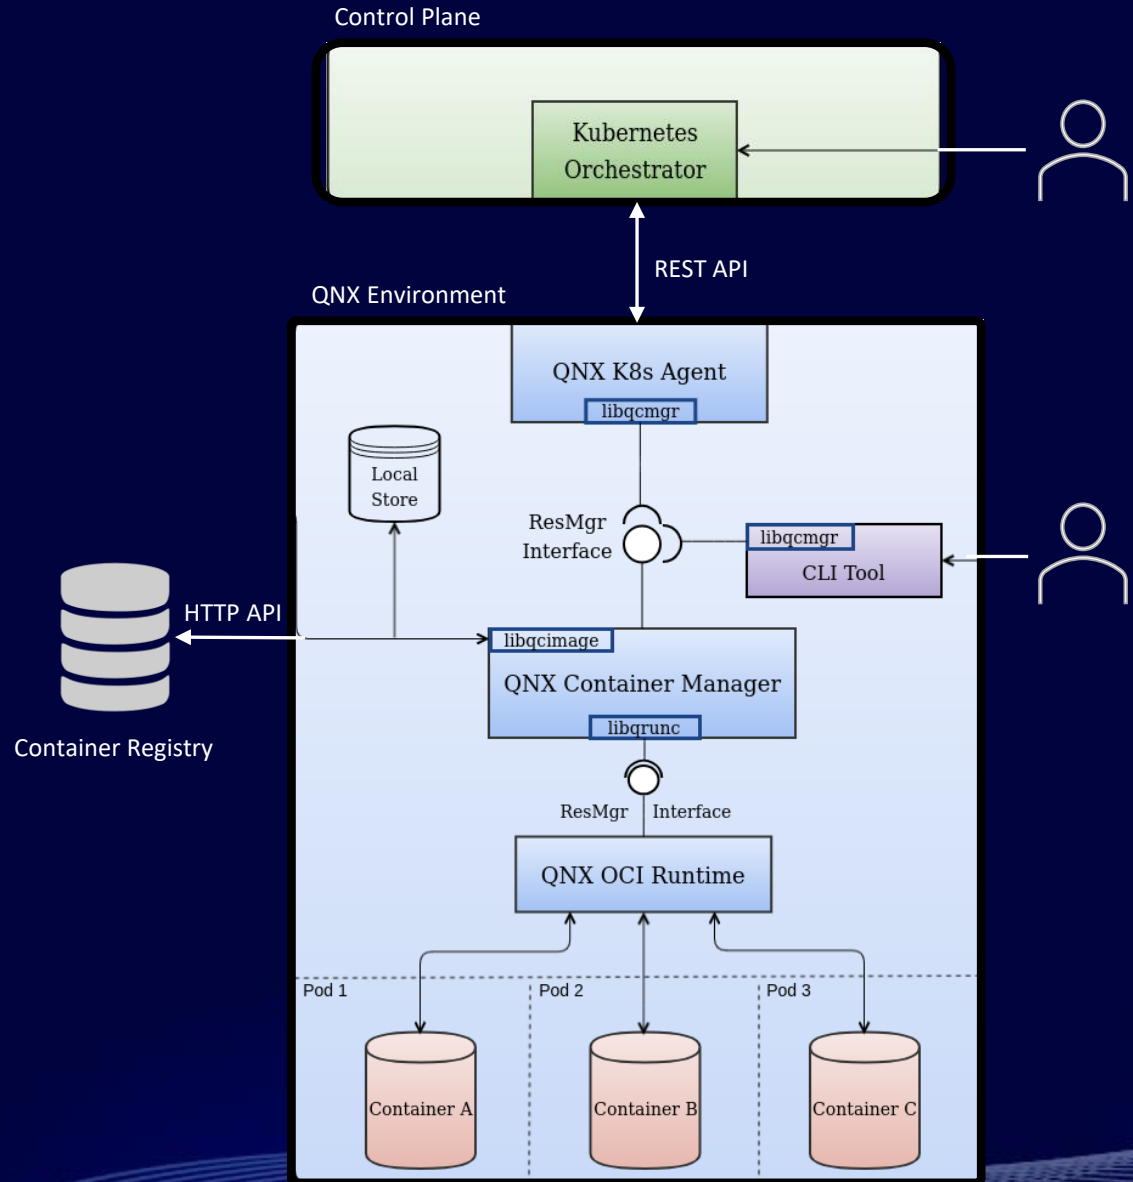 Control Plane
Kubernetes
Orchestrator
REST API
QNX Environment
QNX K8s Agent
libqcmgr
Local
Store
ResMgr
Interface
libqcmgr
CLI Tool
HTTP API
libqcimage
QNX Container Manager
libqrunc
Container Registry
ResMgr Interface
QNX OCI Runtime
Pod 1
Pod 2
Pod 3
Container A
Container B
Container C